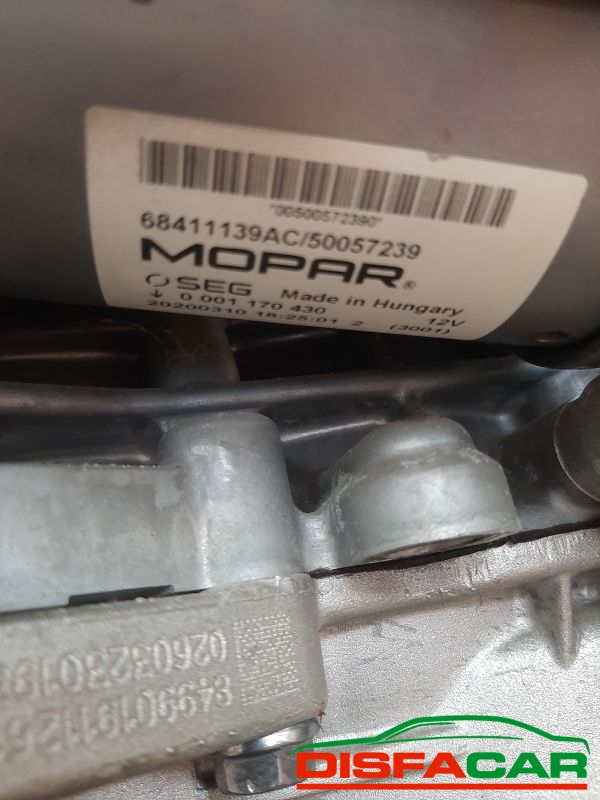 "00500572390"
68411139AC/50057239
MOPAR®
SEG Made in Hungary
0 001 170 430 12V
20200310 18:25:01 2 (3001)
DISFACAR